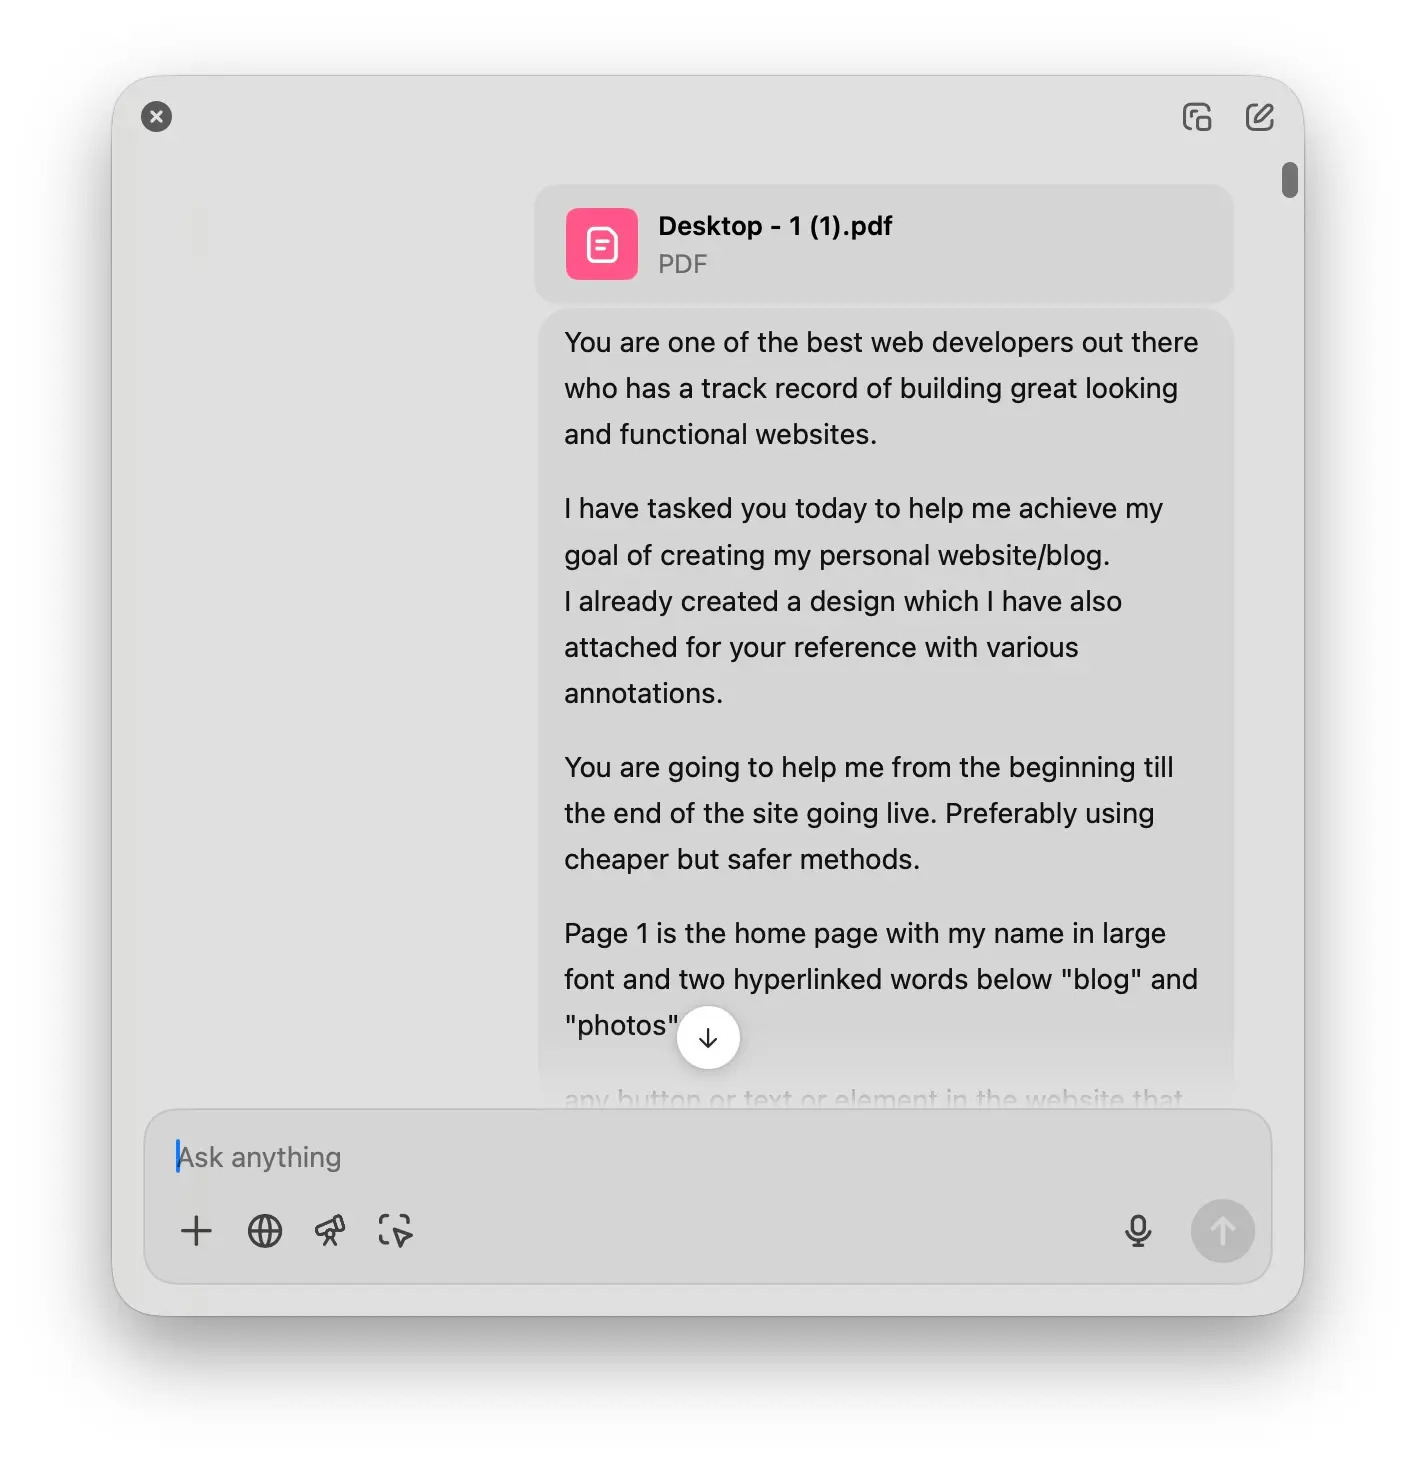 Desktop - 1 (1).pdf
PDF
You are one of the best web developers out there
who has a track record of building great looking
and functional websites.
I have tasked you today to help me achieve my
goal of creating my personal website/blog.
I already created a design which I have also
attached for your reference with various
annotations.
You are going to help me from the beginning till
the end of the site going live. Preferably using
cheaper but safer methods.
Page 1 is the home page with my name in large
font and two hyperlinked words below "blog" and
"photos"
any button or text or element in the website that
Ask anything